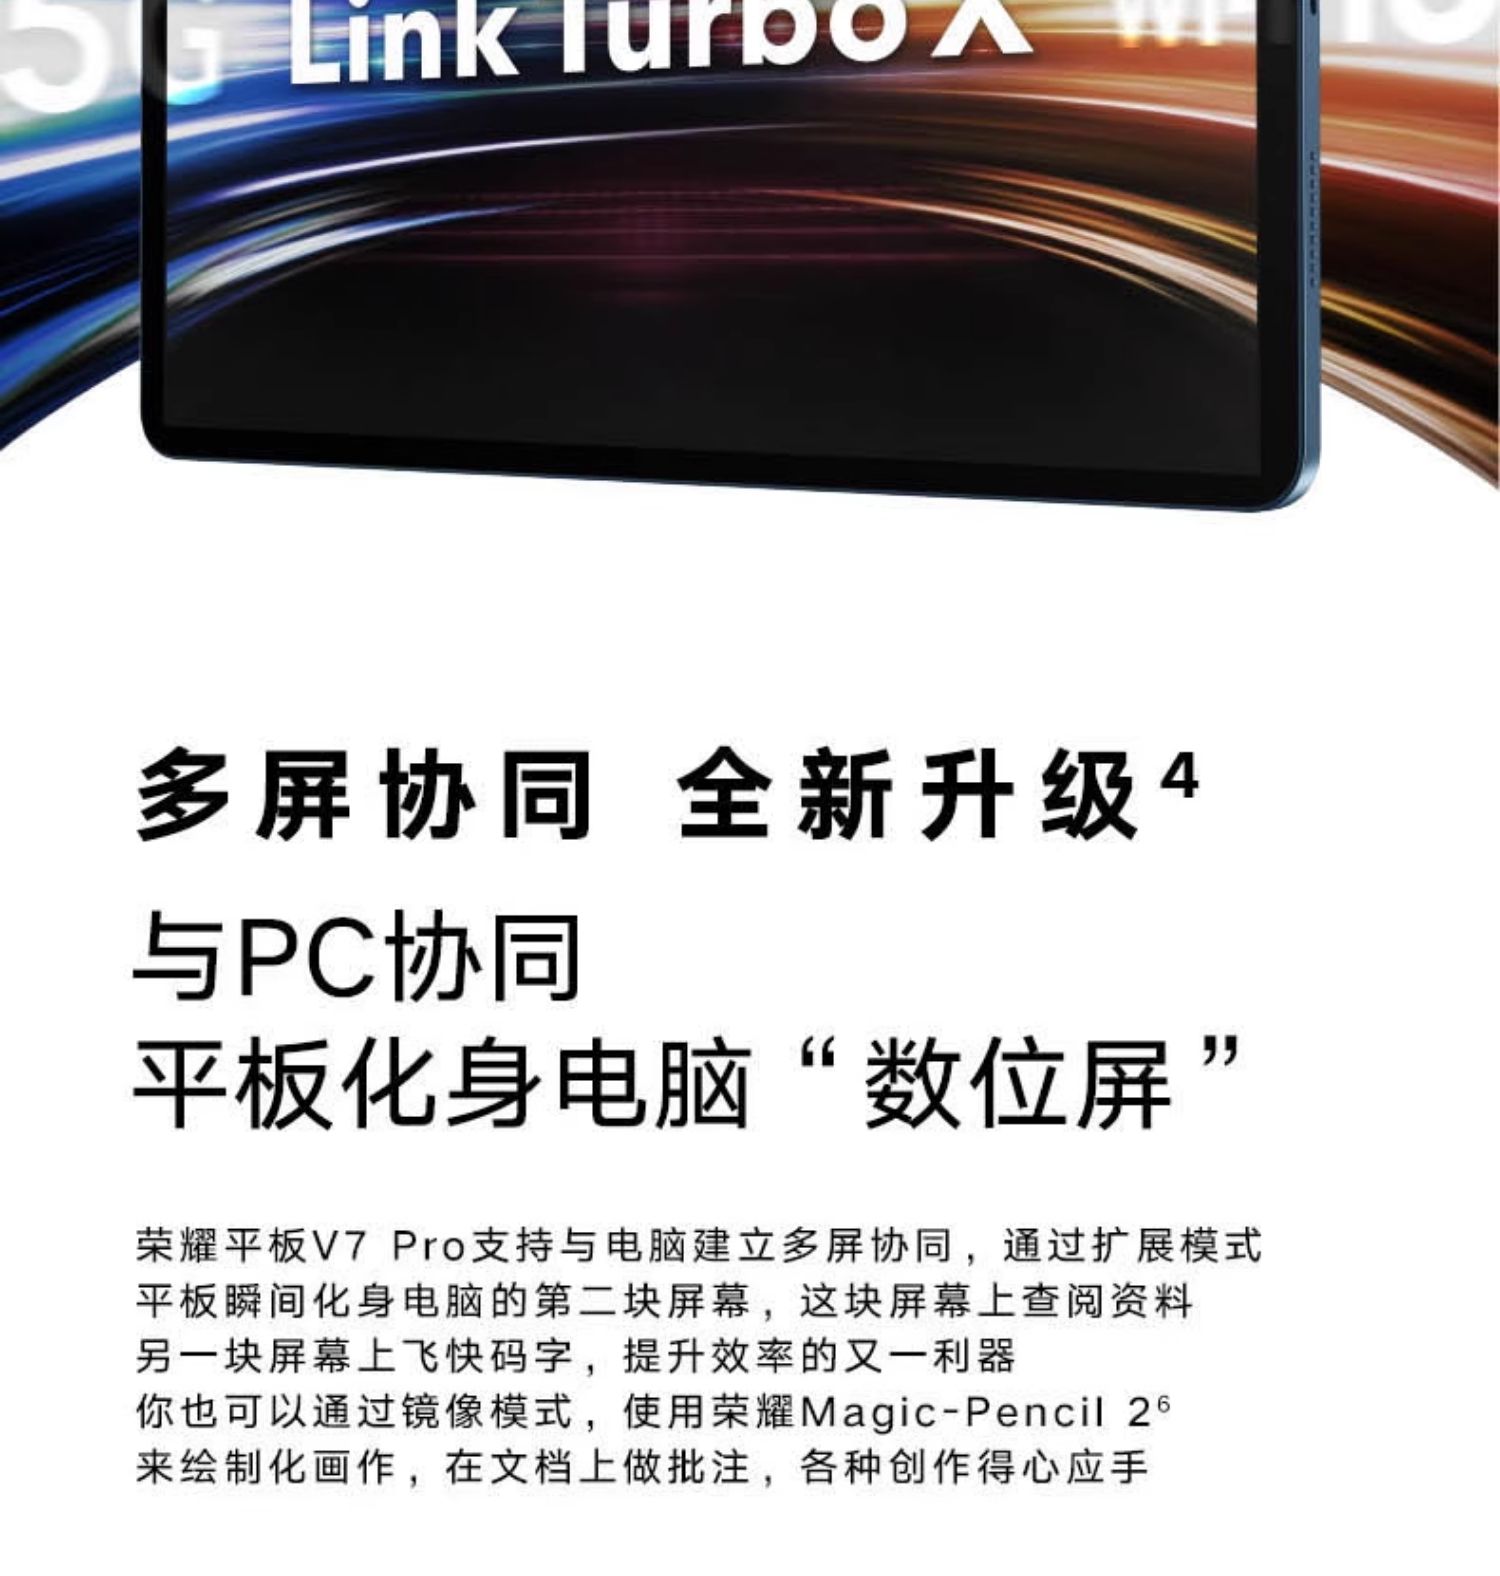 5G
Link Turbo X
多屏协同 全新升级4
与PC协同
平板化身电脑“数位屏”
荣耀平板V7 Pro支持与电脑建立多屏协同，通过扩展模式
平板瞬间化身电脑的第二块屏幕，这块屏幕上查阅资料
另一块屏幕上飞快码字，提升效率的又一利器
你也可以通过镜像模式，使用荣耀Magic-Pencil 2⁶
来绘制化画作，在文档上做批注，各种创作得心应手